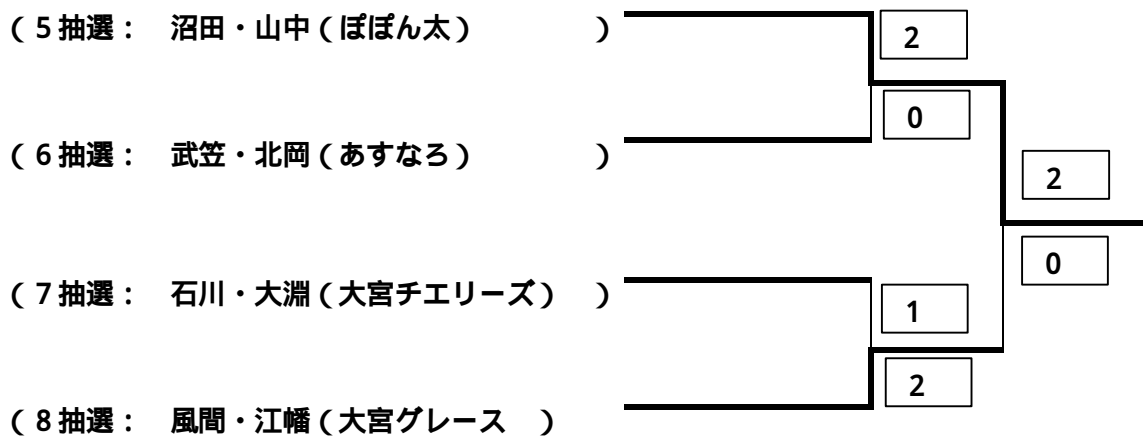 ( 5 抽選： 沼田・山中 ( ぽぽん太 ) )
2
0
( 6 抽選： 武笠・北岡 ( あすなろ ) )
2
0
( 7 抽選： 石川・大淵 ( 大宮チエリーズ ) )
1
2
( 8 抽選： 風間・江幡 ( 大宮グレース )